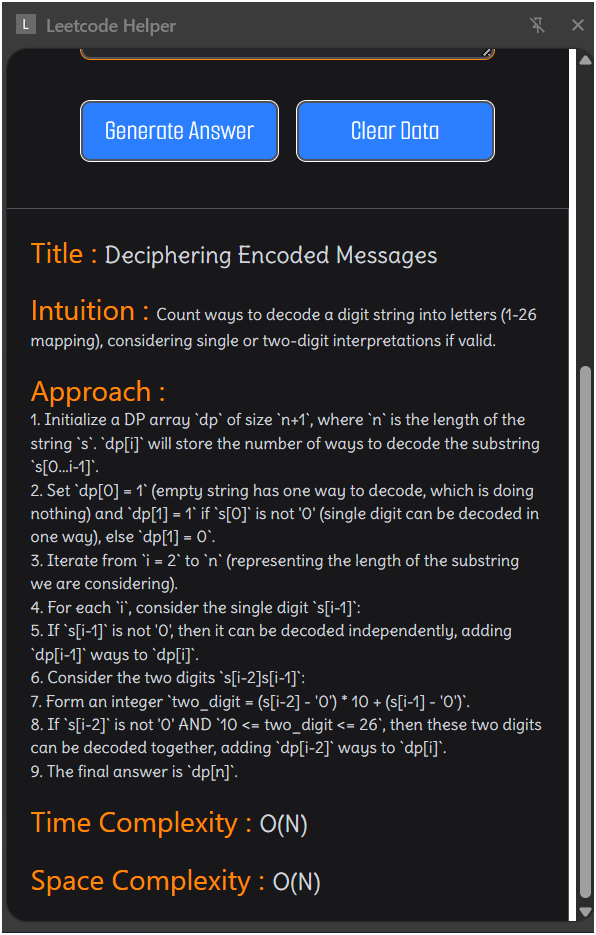 L Leetcode Helper
Generate Answer Clear Data
Title : Deciphering Encoded Messages
Intuition : Count ways to decode a digit string into letters (1-26
mapping), considering single or two-digit interpretations if valid.
Approach :
1. Initialize a DP array `dp` of size `n+1`, where `n` is the length of the
string `s`. `dp[i]` will store the number of ways to decode the substring
`s[0...i-1]`.
2. Set `dp[0] = 1` (empty string has one way to decode, which is doing
nothing) and `dp[1] = 1` if `s[0]` is not '0' (single digit can be decoded in
one way), else `dp[1] = 0`.
3. Iterate from `i = 2` to `n` (representing the length of the substring
we are considering).
4. For each `i`, consider the single digit `s[i-1]`:
5. If `s[i-1]` is not '0', then it can be decoded independently, adding
`dp[i-1]` ways to `dp[i]`.
6. Consider the two digits `s[i-2]s[i-1]`:
7. Form an integer `two_digit = (s[i-2] - '0') * 10 + (s[i-1] - '0')`.
8. If `s[i-2]` is not '0' AND `10 <= two_digit <= 26`, then these two digits
can be decoded together, adding `dp[i-2]` ways to `dp[i]`.
9. The final answer is `dp[n]`.
Time Complexity : O(N)
Space Complexity : O(N)